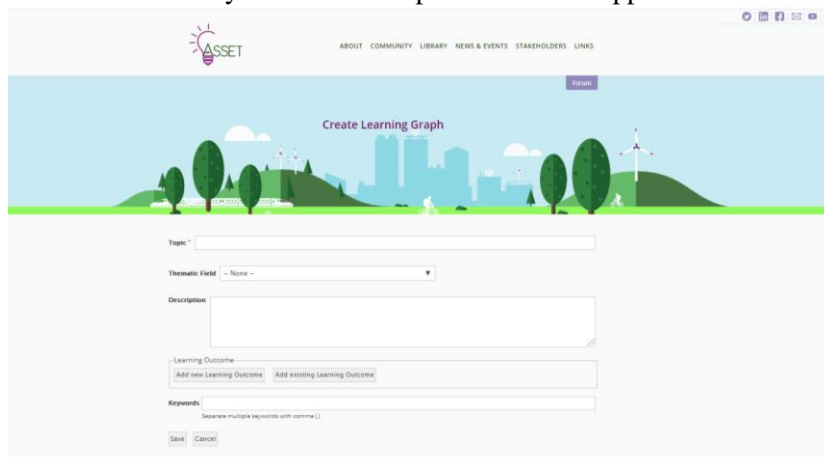 ASSET
ABOUT COMMUNITY LIBRARY NEWS & EVENTS STAKEHOLDERS LINKS
Forum
Create Learning Graph
Topic *
Thematic Field - None -
Description
Learning Outcome
Add new Learning Outcome Add existing Learning Outcome
Keywords
Separate multiple keywords with comma (,)
Save Cancel